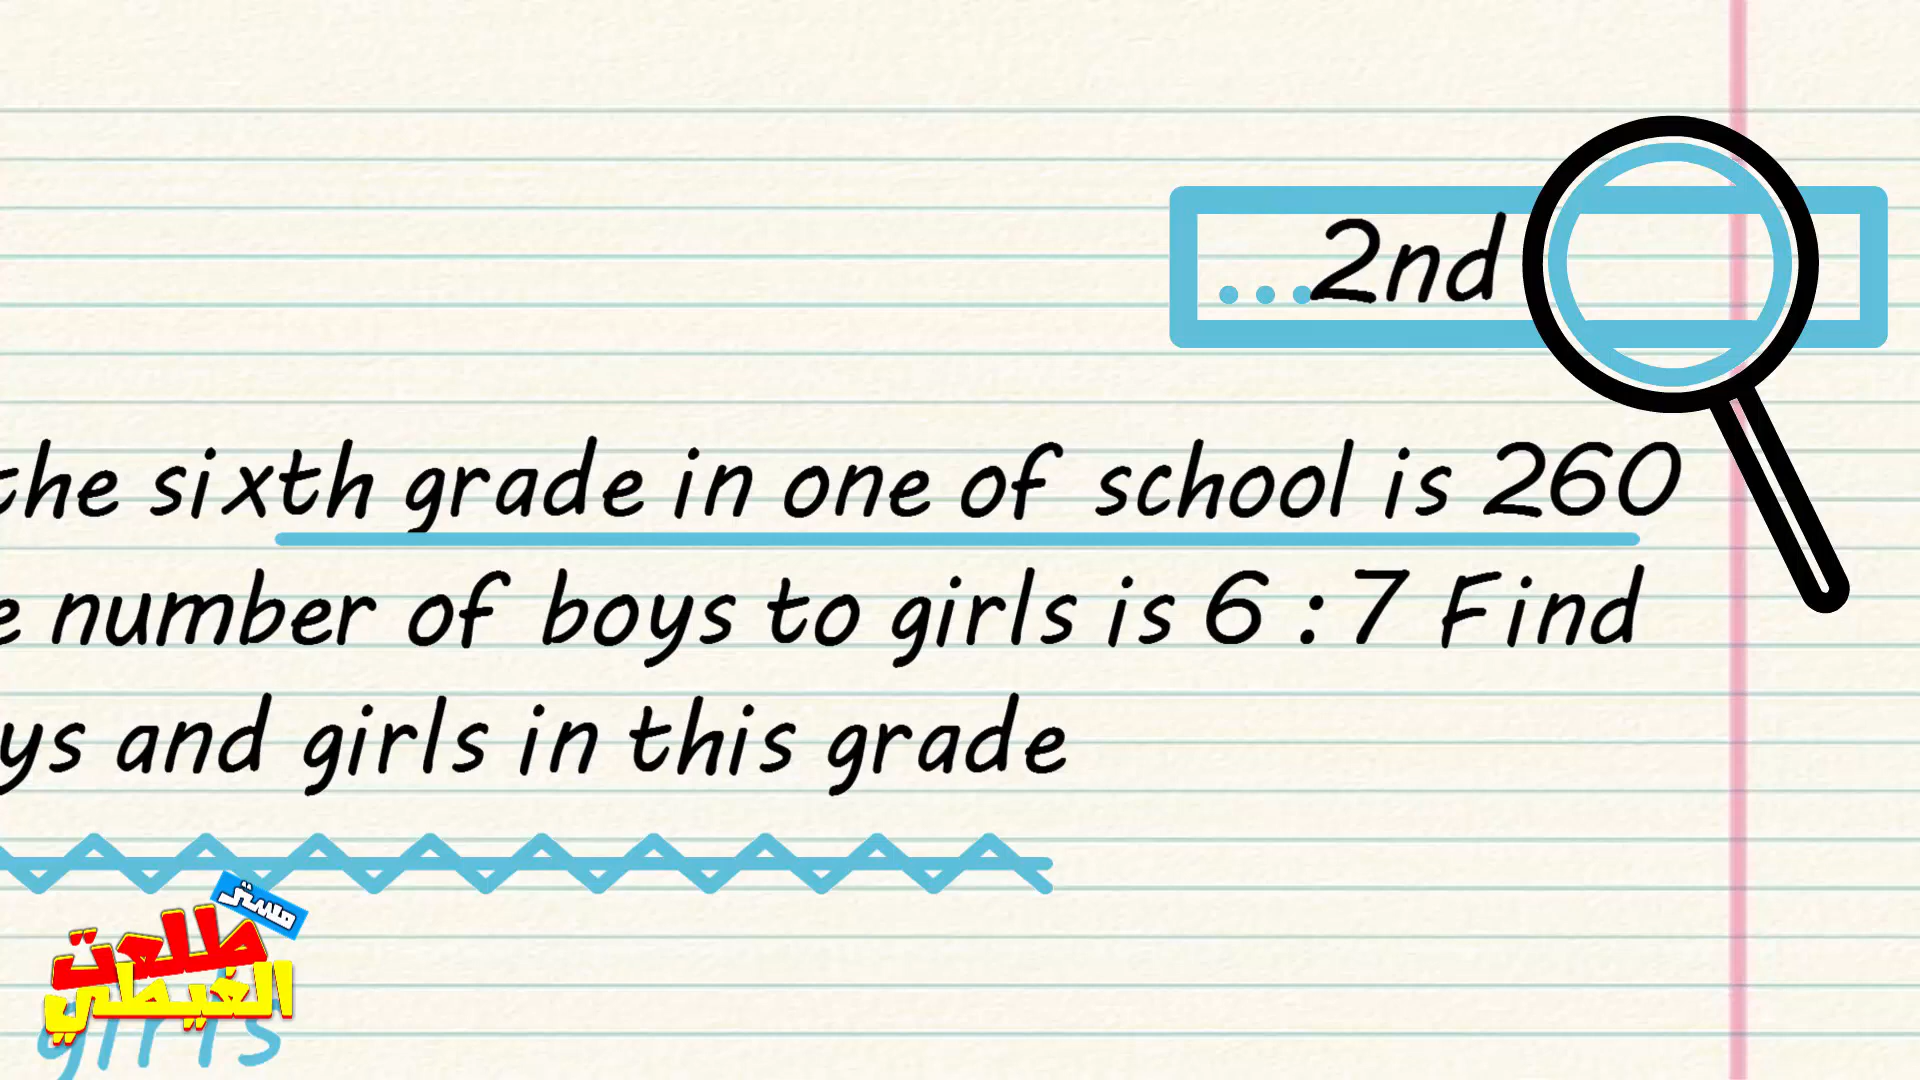 ...2nd
the sixth grade in one of school is 260
number of boys to girls is 6 : 7 Find
and girls in this grade
مستر
طلعت
الغيطي
girls